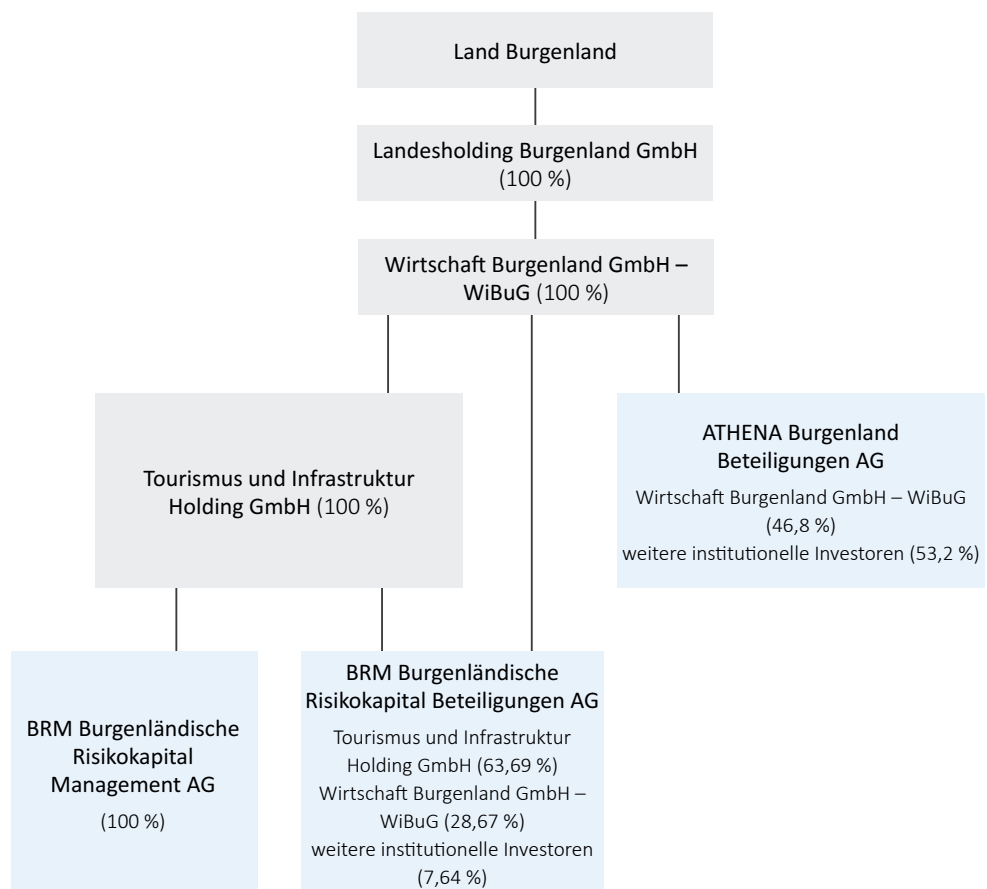 Land Burgenland
Landesholding Burgenland GmbH
(100 %)
Wirtschaft Burgenland GmbH –
WiBuG (100 %)
Tourismus und Infrastruktur
Holding GmbH (100 %)
ATHENA Burgenland
Beteiligungen AG
Wirtschaft Burgenland GmbH – WiBuG
(46,8 %)
weitere institutionelle Investoren (53,2 %)
BRM Burgenländische
Risikokapital
Management AG
(100 %)
BRM Burgenländische
Risikokapital Beteiligungen AG
Tourismus und Infrastruktur
Holding GmbH (63,69 %)
Wirtschaft Burgenland GmbH –
WiBuG (28,67 %)
weitere institutionelle Investoren
(7,64 %)